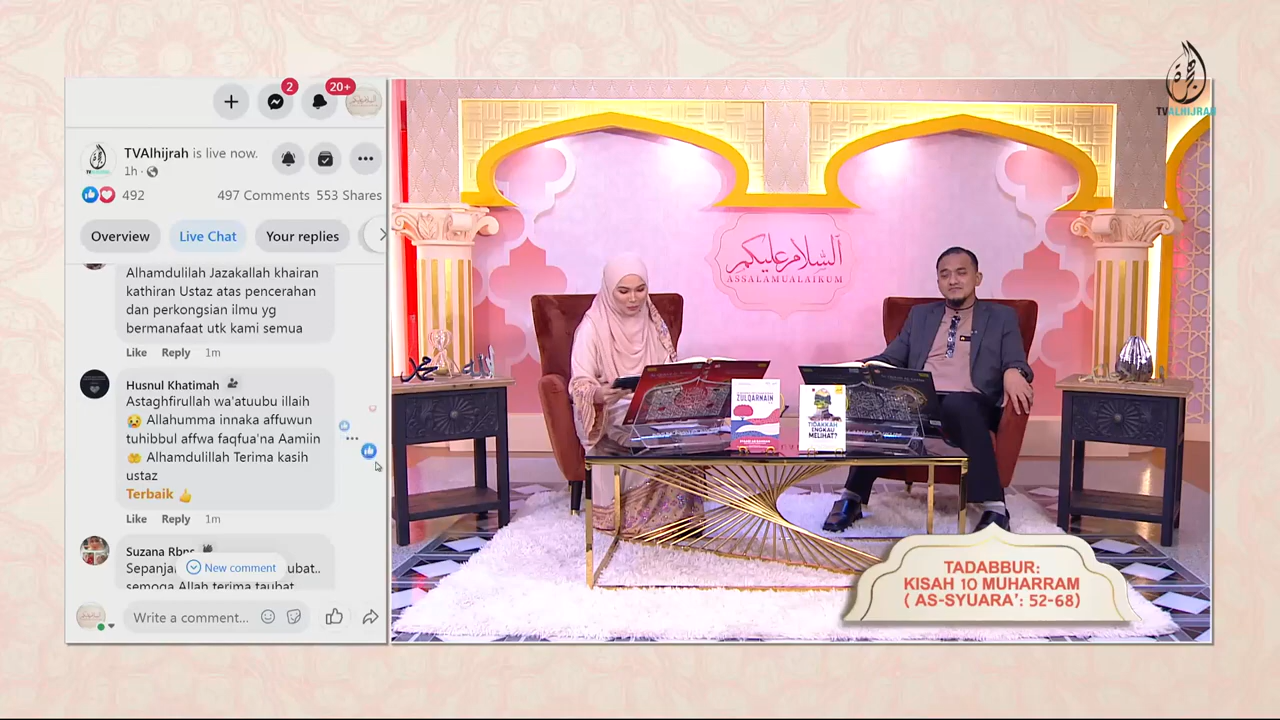 2
20+
TVAlhijrah is live now.
1h
492
497 Comments 553 Shares
Overview
Live Chat
Your replies
Alhamdulilah Jazakallah khairan
kathiran Ustaz atas pencerahan
dan perkongsian ilmu yg
bermanafaat utk kami semua
Like Reply 1m
Husnul Khatimah
Astaghfirullah wa'atuubu illaih
😥 Allahumma innaka affuwun
tuhibbul affwa faqfua'na Aamiin
🤲 Alhamdulillah Terima kasih
ustaz
Terbaik 👍
Like Reply 1m
Suzana Rbns
Sepanja ubat..
New comment
semoga Allah terima taubat
Write a comment...
TVALHIJRAH
السلام عليكم
ASSALAMUALAIKUM
ZULQARNAIN
TIDAKKAH
ENGKAU
MELIHAT?
TADABBUR:
KISAH 10 MUHARRAM
( AS-SYUARA’: 52-68)